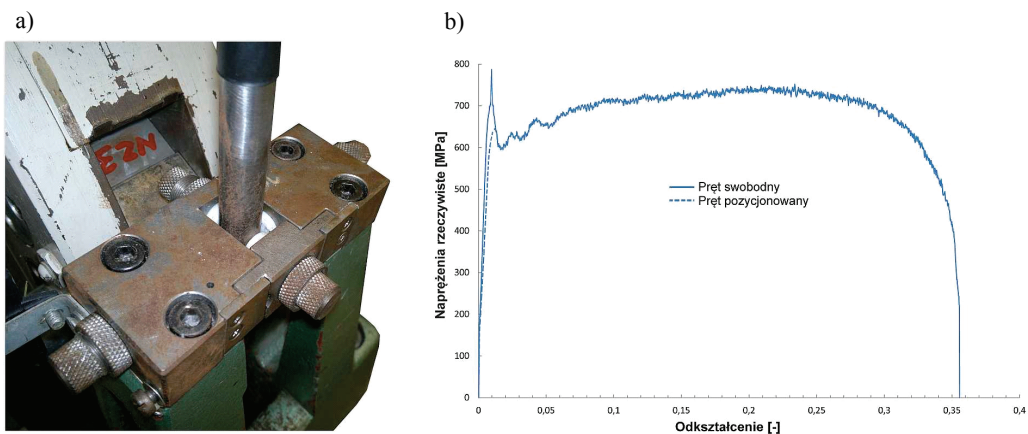 a)
b)
NZ3
800
700
600
500
400
300
200
100
0
Naprężenia rzeczywiste [MPa]
Pręt swobodny
Pręt pozycjonowany
0 0,05 0,1 0,15 0,2 0,25 0,3 0,35 0,4
Odkształcenie [-]